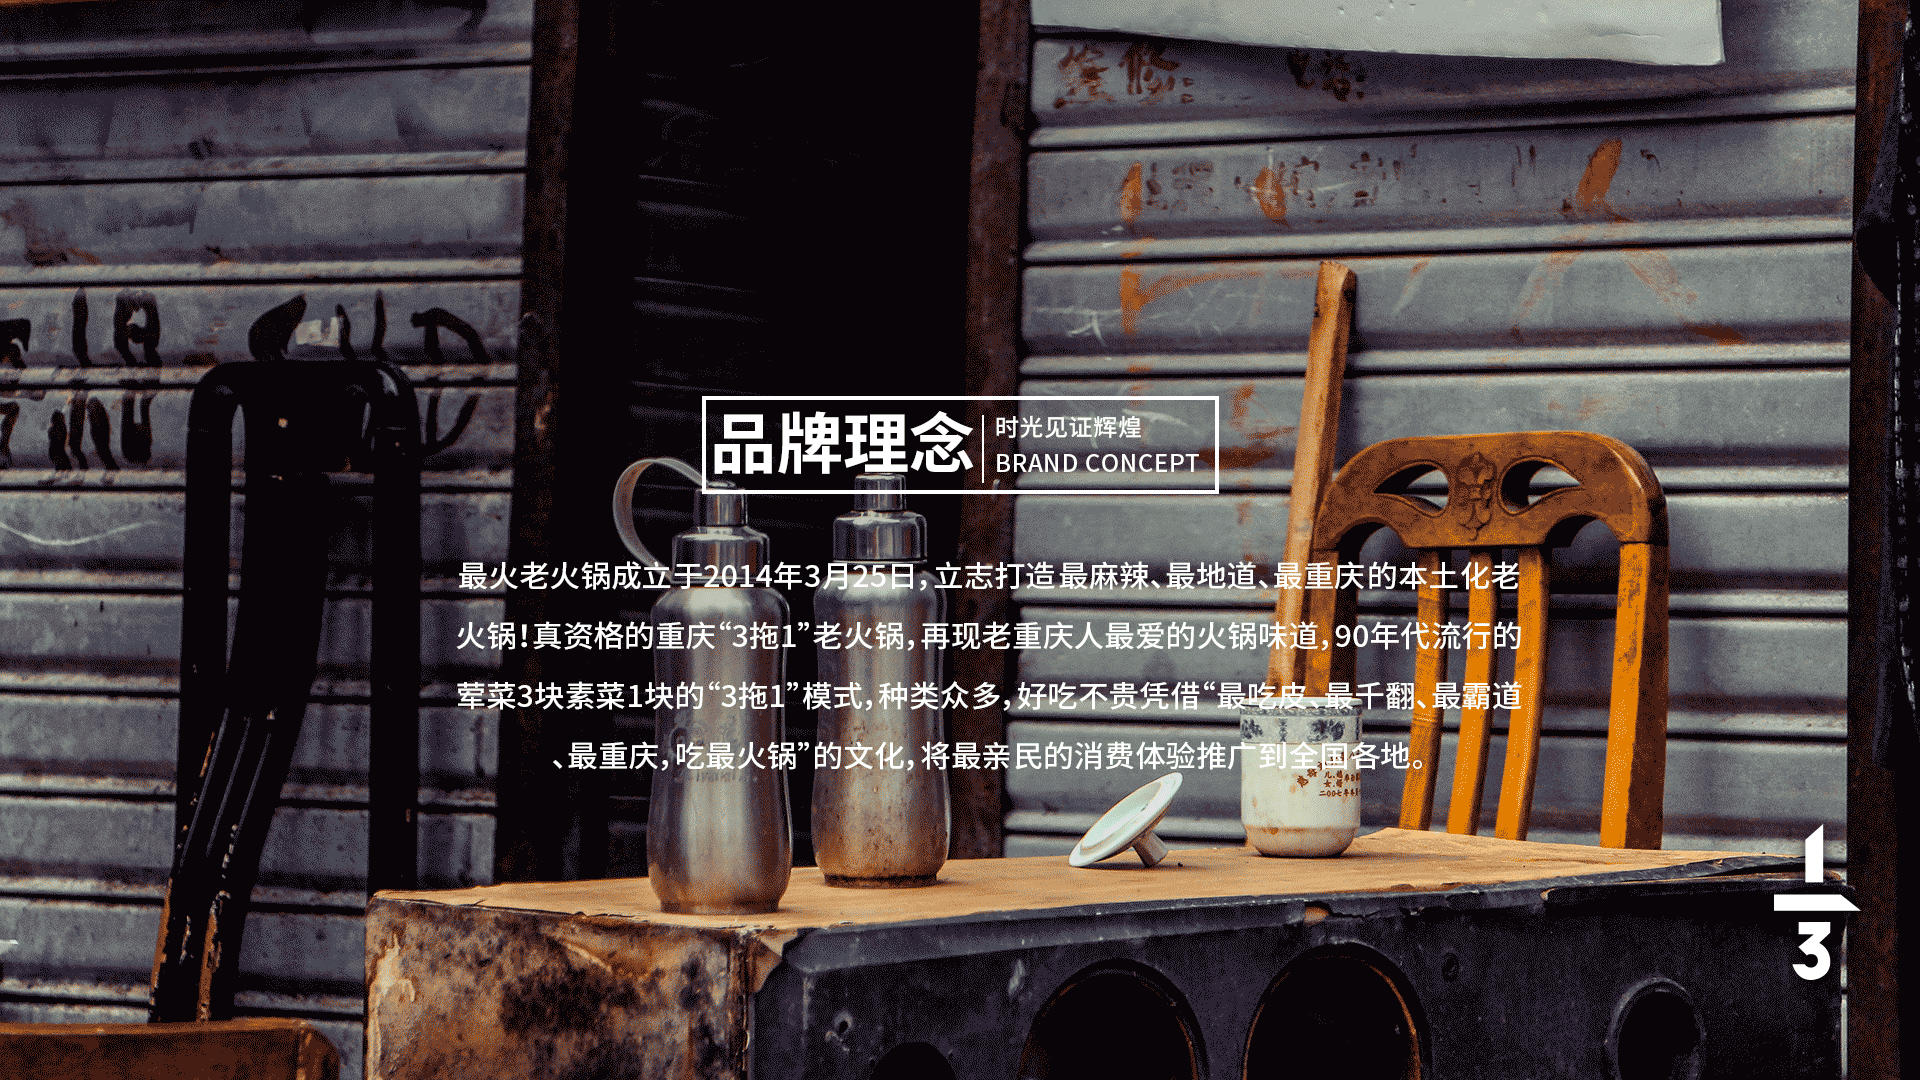 品牌理念
时光见证辉煌
BRAND CONCEPT
最火老火锅成立于2014年3月25日，立志打造最麻辣、最地道、最重庆的本土化老
火锅！真资格的重庆“3拖1”老火锅，再现老重庆人最爱的火锅味道，90年代流行的
荤菜3块素菜1块的“3拖1”模式，种类众多，好吃不贵凭借“最吃皮、最千翻、最霸道
、最重庆，吃最火锅”的文化，将最亲民的消费体验推广到全国各地。
1
3